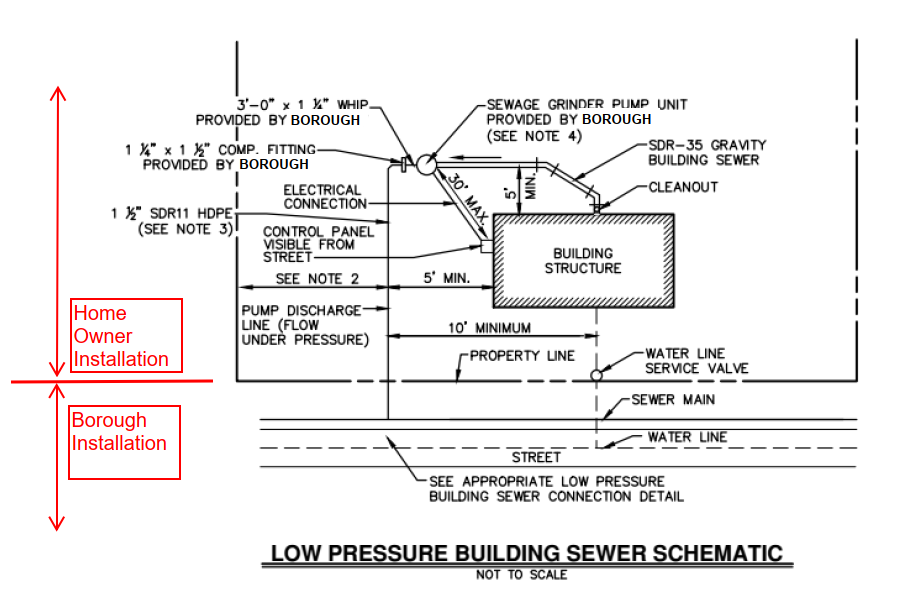 3'-0" x 1 ¼" WHIP
PROVIDED BY BOROUGH
SEWAGE GRINDER PUMP UNIT
PROVIDED BY BOROUGH
(SEE NOTE 4)
1 ¼" x 1 ½" COMP. FITTING
PROVIDED BY BOROUGH
SDR-35 GRAVITY
BUILDING SEWER
CLEANOUT
30' MAX.
5'
MIN.
ELECTRICAL
CONNECTION
1 ½" SDR11 HDPE
(SEE NOTE 3)
CONTROL PANEL
VISIBLE FROM
STREET
BUILDING
STRUCTURE
SEE NOTE 2
5' MIN.
PUMP DISCHARGE
LINE (FLOW
UNDER PRESSURE)
10' MINIMUM
Home
Owner
Installation
PROPERTY LINE
WATER LINE
SERVICE VALVE
SEWER MAIN
Borough
Installation
WATER LINE
STREET
SEE APPROPRIATE LOW PRESSURE
BUILDING SEWER CONNECTION DETAIL
LOW PRESSURE BUILDING SEWER SCHEMATIC
NOT TO SCALE